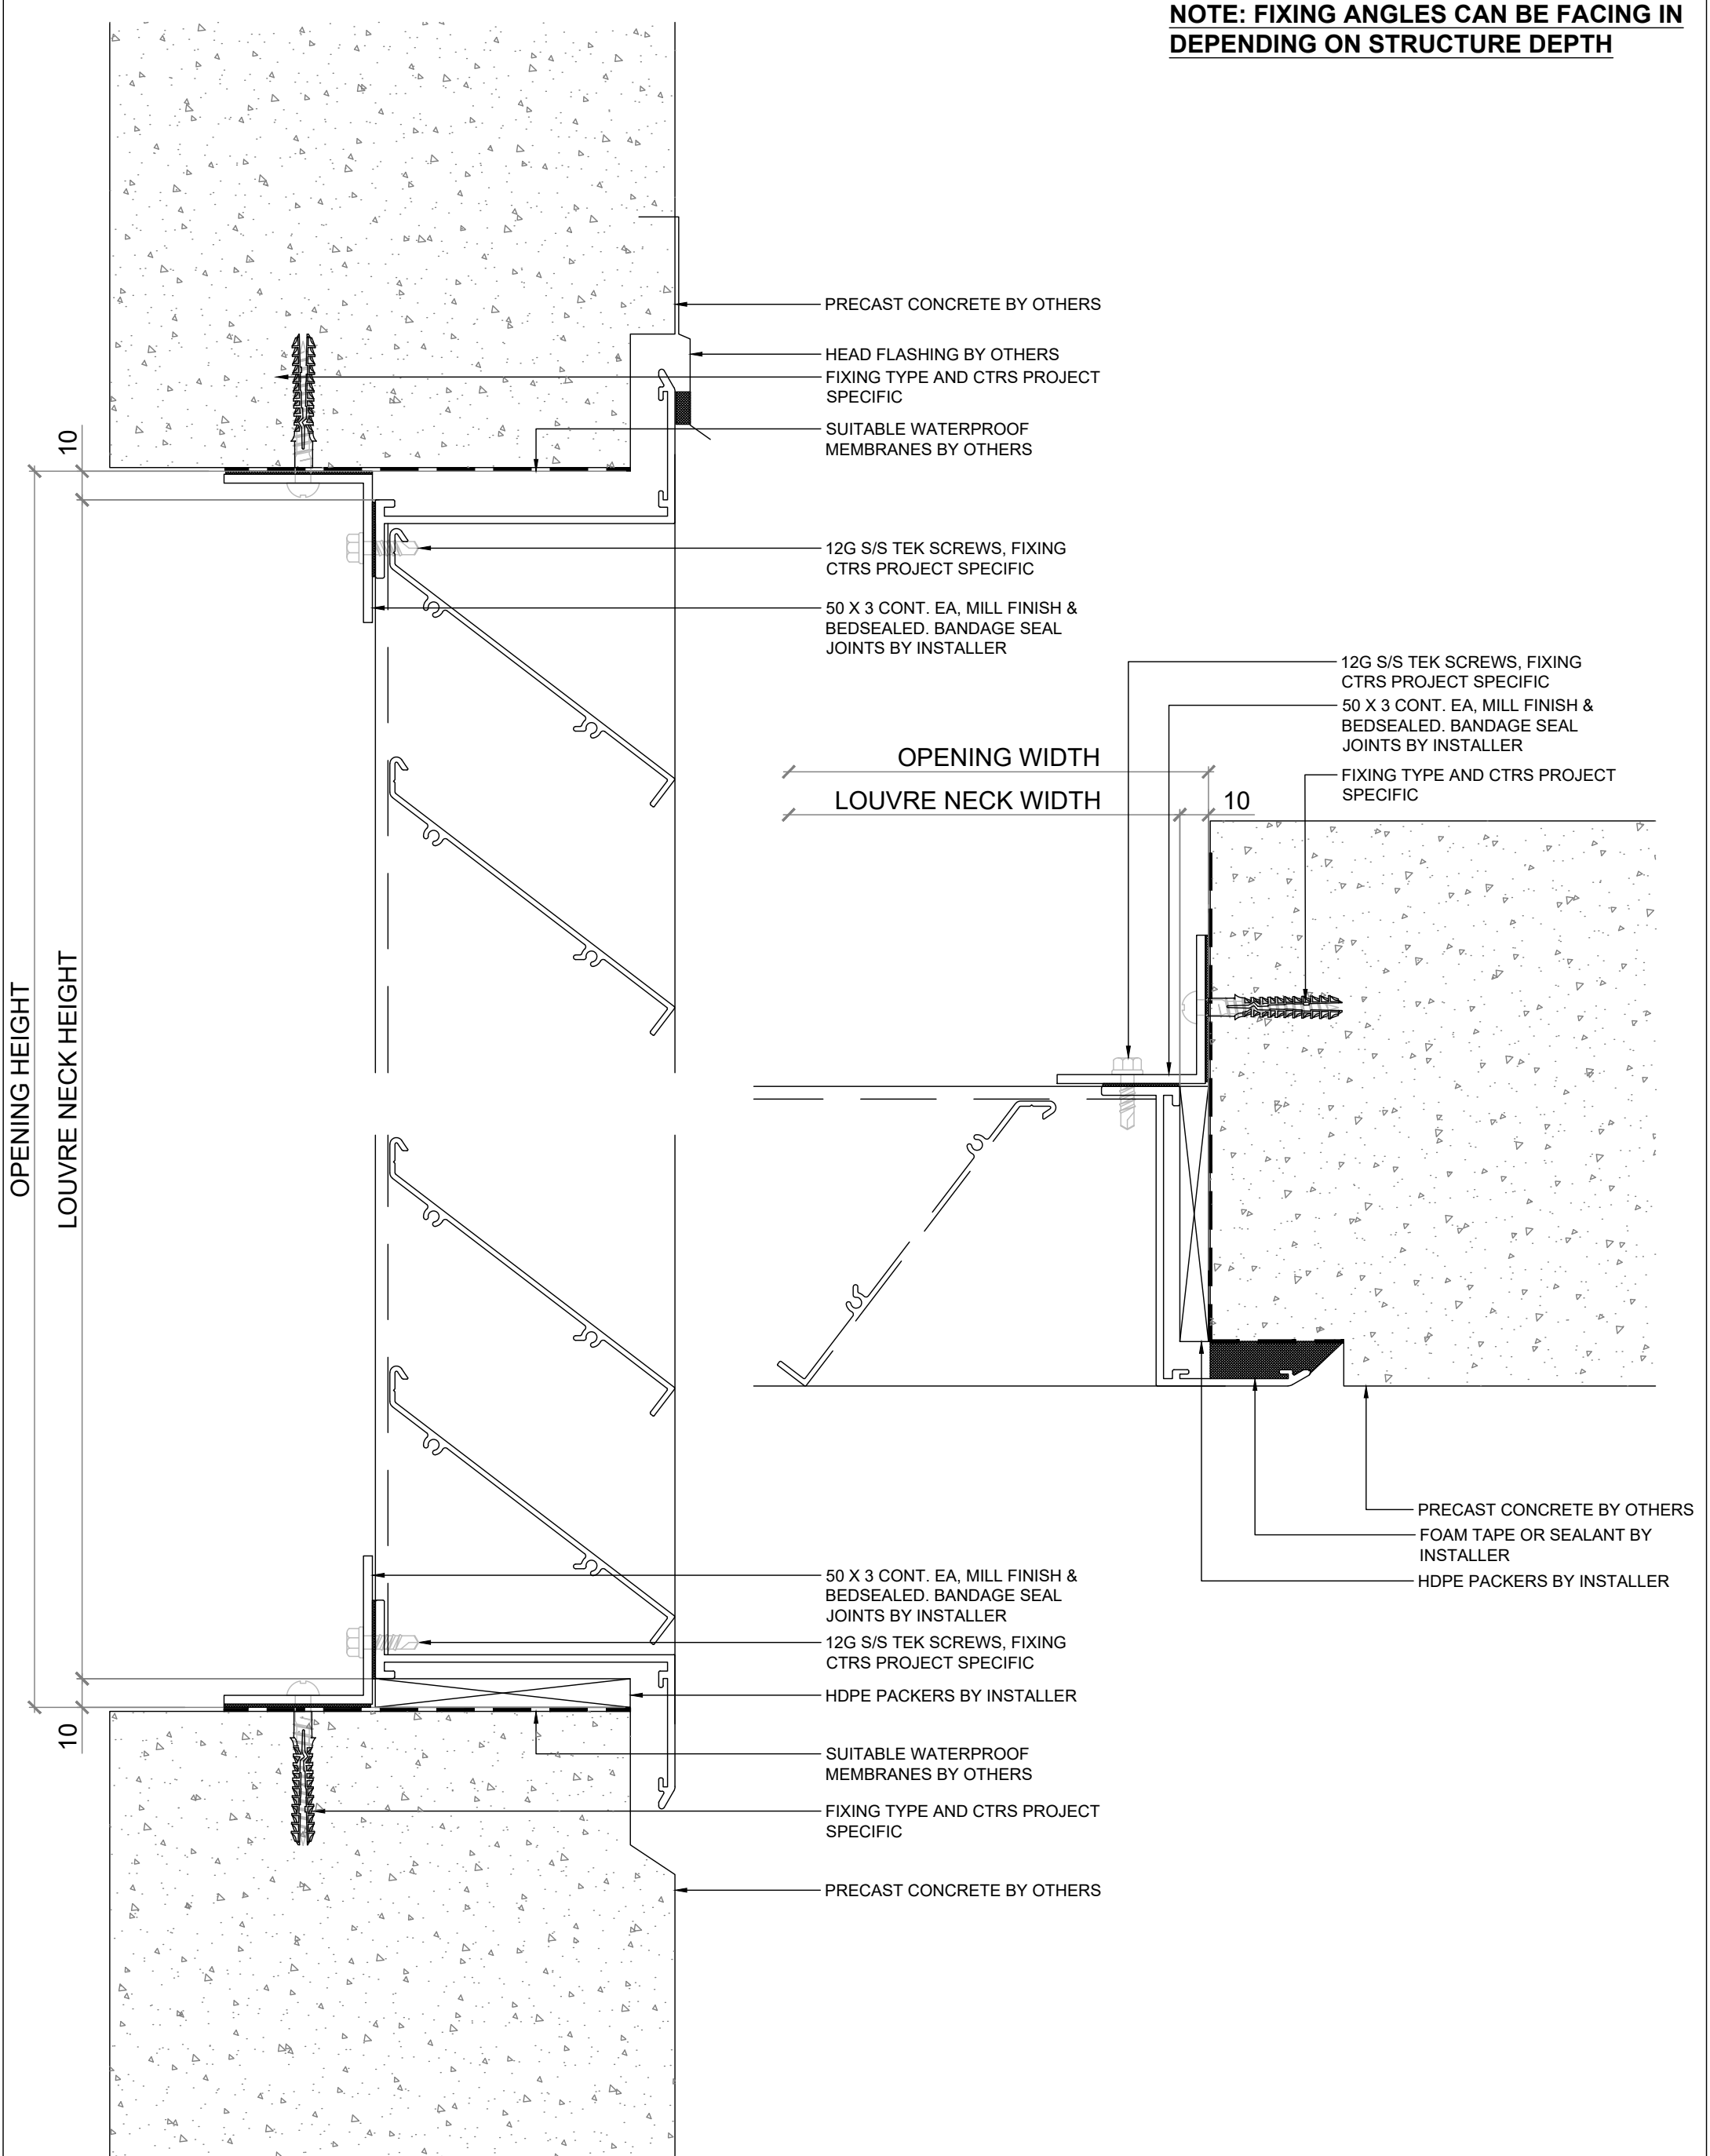 NOTE: FIXING ANGLES CAN BE FACING IN
DEPENDING ON STRUCTURE DEPTH
PRECAST CONCRETE BY OTHERS
HEAD FLASHING BY OTHERS
FIXING TYPE AND CTRS PROJECT
SPECIFIC
SUITABLE WATERPROOF
MEMBRANES BY OTHERS
10
12G S/S TEK SCREWS, FIXING
CTRS PROJECT SPECIFIC
50 X 3 CONT. EA, MILL FINISH &
BEDSEALED. BANDAGE SEAL
JOINTS BY INSTALLER
OPENING HEIGHT
LOUVRE NECK HEIGHT
50 X 3 CONT. EA, MILL FINISH &
BEDSEALED. BANDAGE SEAL
JOINTS BY INSTALLER
12G S/S TEK SCREWS, FIXING
CTRS PROJECT SPECIFIC
HDPE PACKERS BY INSTALLER
10
SUITABLE WATERPROOF
MEMBRANES BY OTHERS
FIXING TYPE AND CTRS PROJECT
SPECIFIC
PRECAST CONCRETE BY OTHERS
12G S/S TEK SCREWS, FIXING
CTRS PROJECT SPECIFIC
50 X 3 CONT. EA, MILL FINISH &
BEDSEALED. BANDAGE SEAL
JOINTS BY INSTALLER
FIXING TYPE AND CTRS PROJECT
SPECIFIC
OPENING WIDTH
LOUVRE NECK WIDTH
10
PRECAST CONCRETE BY OTHERS
FOAM TAPE OR SEALANT BY
INSTALLER
HDPE PACKERS BY INSTALLER